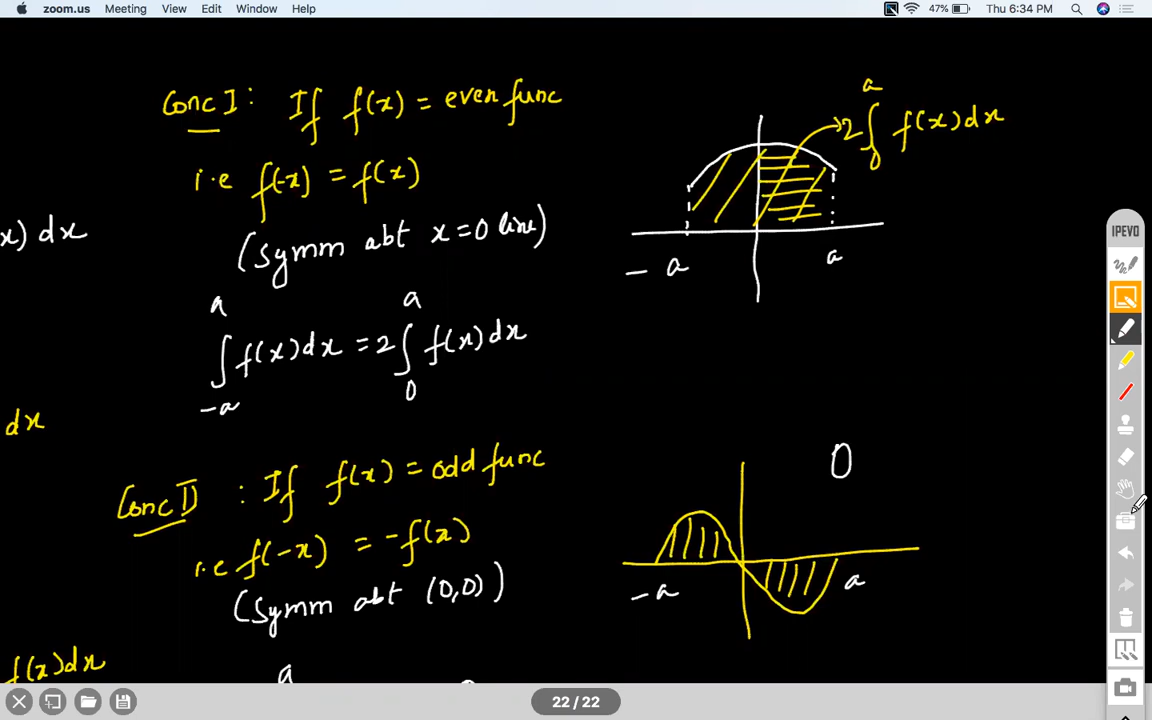 zoom.us Meeting View Edit Window Help 47% Thu 6:34 PM
Conc I : If f(x) = even func
i.e f(-x) = f(x)
(Symm abt x=0 line)
a a
∫ f(x)dx = 2 ∫ f(x)dx
-a 0
a
2 ∫ f(x)dx
0
-a a
x) dx
dx
Conc II : If f(x) = odd func
i.e f(-x) = -f(x)
(Symm abt (0,0))
a
0
-a a
f(x)dx
IPEVO
22/22